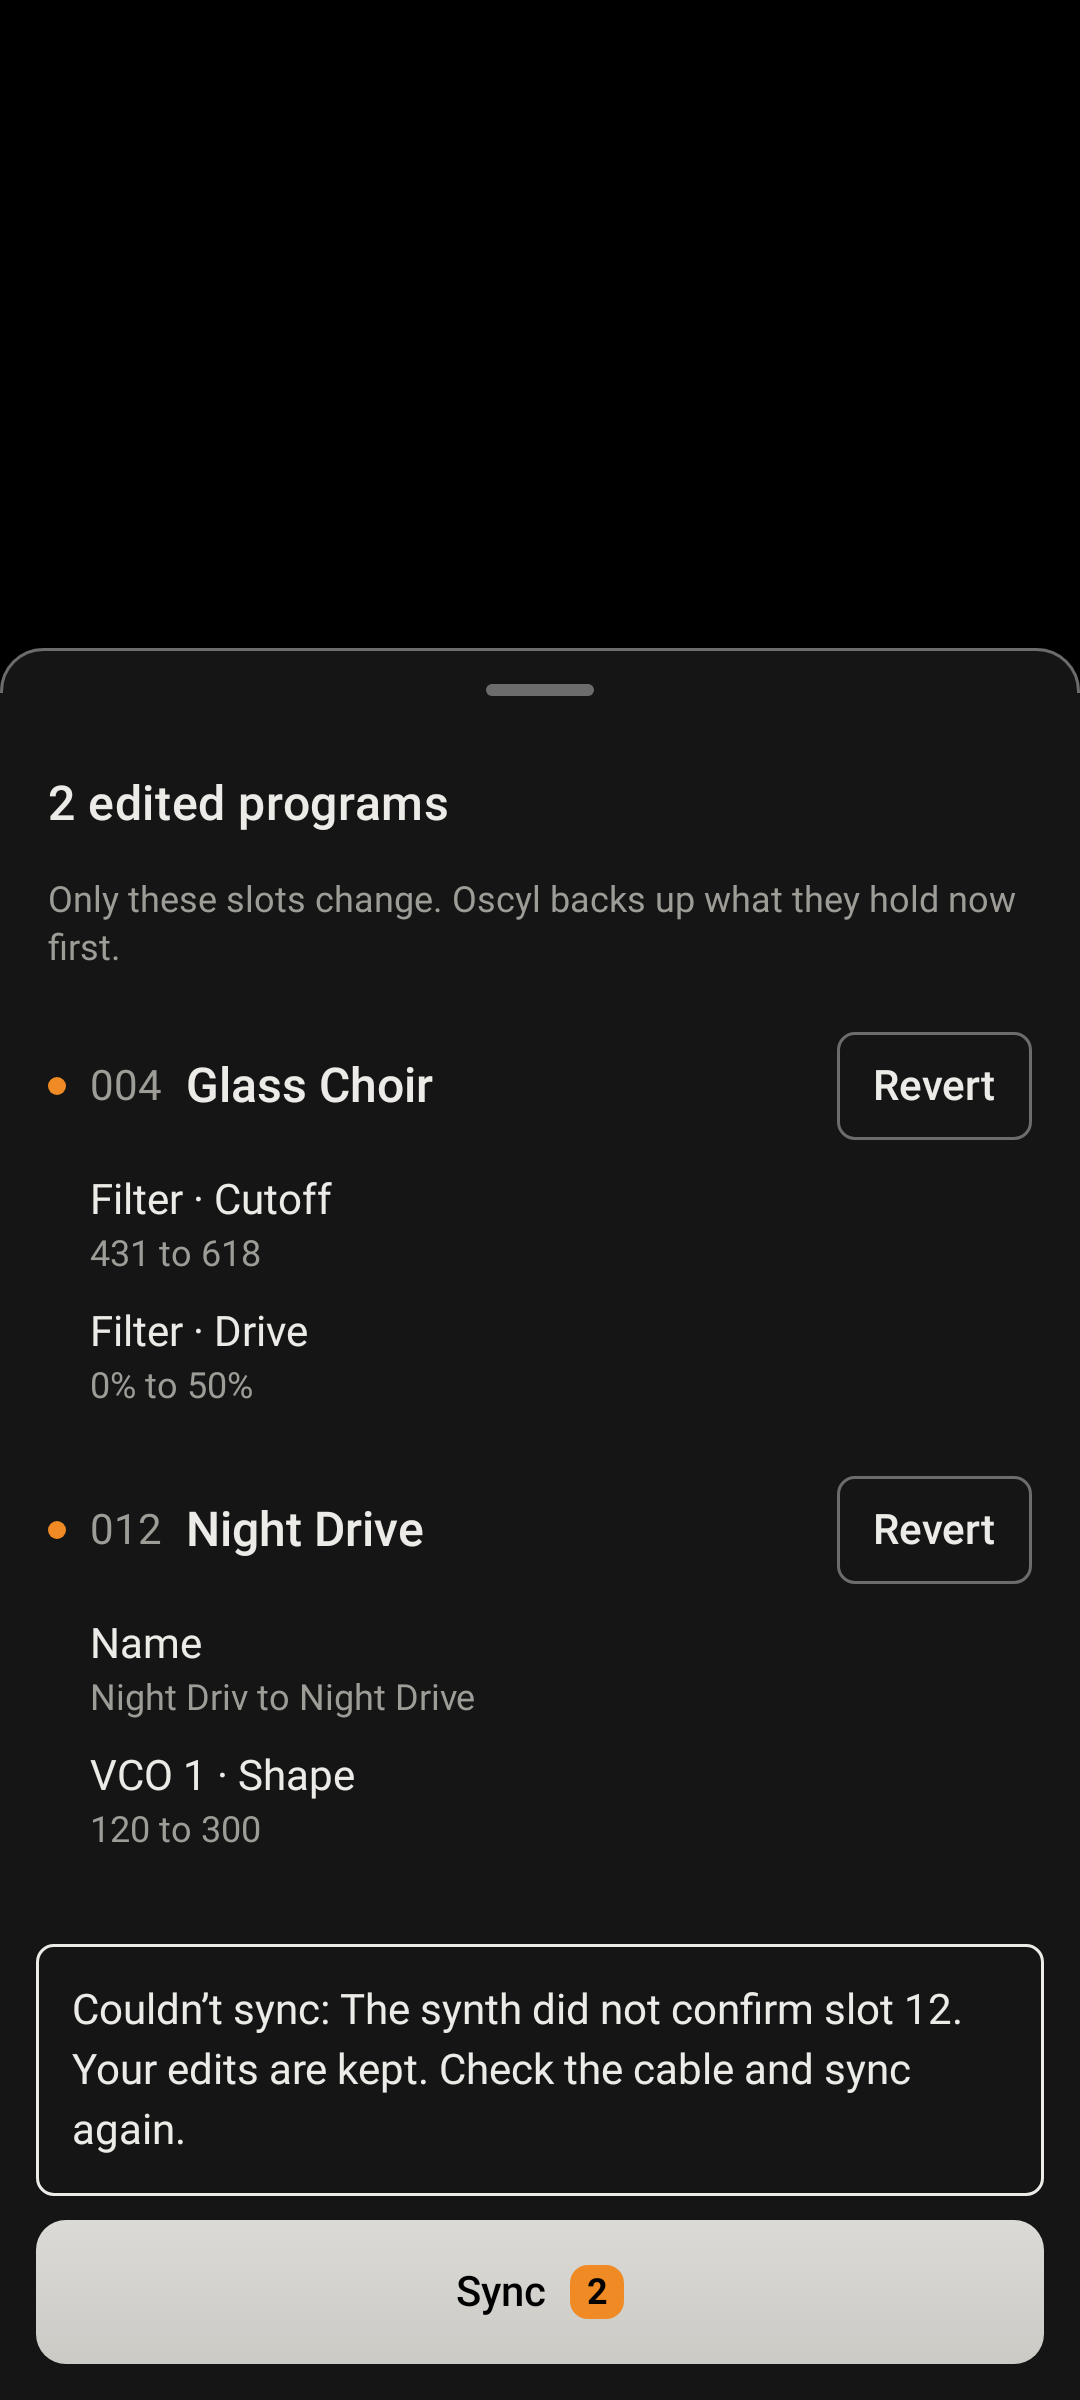 2 edited programs
Only these slots change. Oscyl backs up what they hold now
first.
004 Glass Choir Revert
Filter · Cutoff
431 to 618
Filter · Drive
0% to 50%
012 Night Drive Revert
Name
Night Driv to Night Drive
VCO 1 · Shape
120 to 300
Couldn’t sync: The synth did not confirm slot 12.
Your edits are kept. Check the cable and sync
again.
Sync 2